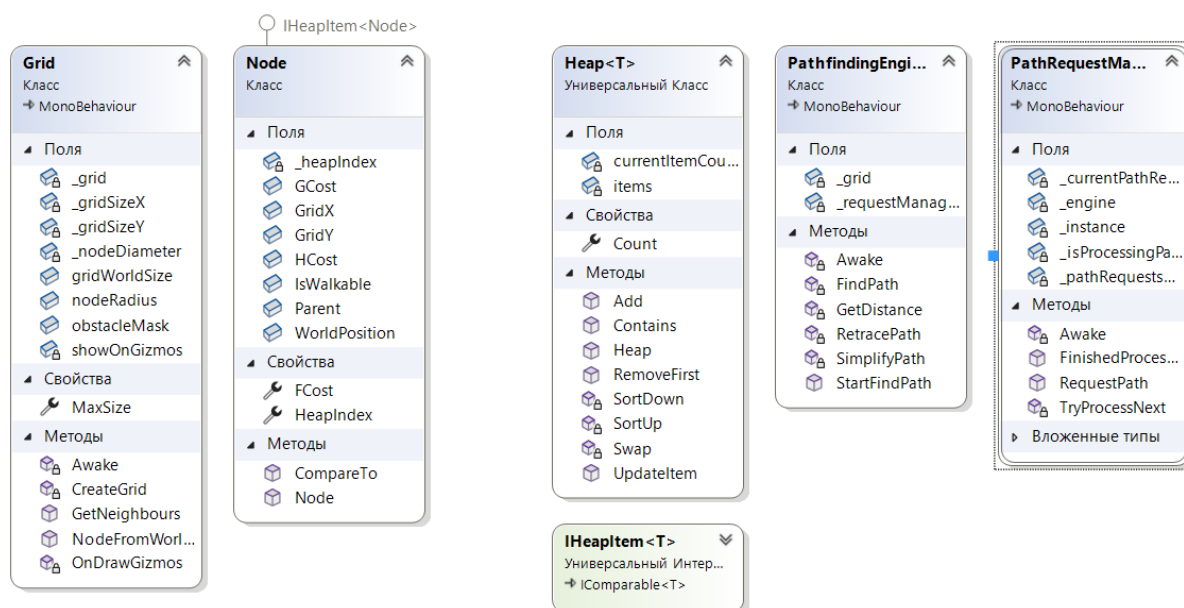 IHeapItem<Node>
Grid
Класс
MonoBehaviour
Поля
_grid
_gridSizeX
_gridSizeY
_nodeDiameter
gridWorldSize
nodeRadius
obstacleMask
showOnGizmos
Свойства
MaxSize
Методы
Awake
CreateGrid
GetNeighbours
NodeFromWorl...
OnDrawGizmos
Node
Класс
Поля
_heapIndex
GCost
GridX
GridY
HCost
IsWalkable
Parent
WorldPosition
Свойства
FCost
HeapIndex
Методы
CompareTo
Node
Heap<T>
Универсальный Класс
Поля
currentItemCou...
items
Свойства
Count
Методы
Add
Contains
Heap
RemoveFirst
SortDown
SortUp
Swap
UpdateItem
IHeapItem<T>
Универсальный Интер...
IComparable<T>
PathfindingEngi...
Класс
MonoBehaviour
Поля
_grid
_requestManag...
Методы
Awake
FindPath
GetDistance
RetracePath
SimplifyPath
StartFindPath
PathRequestMa...
Класс
MonoBehaviour
Поля
_currentPathRe...
_engine
_instance
_isProcessingPa...
_pathRequests...
Методы
Awake
FinishedProces...
RequestPath
TryProcessNext
Вложенные типы